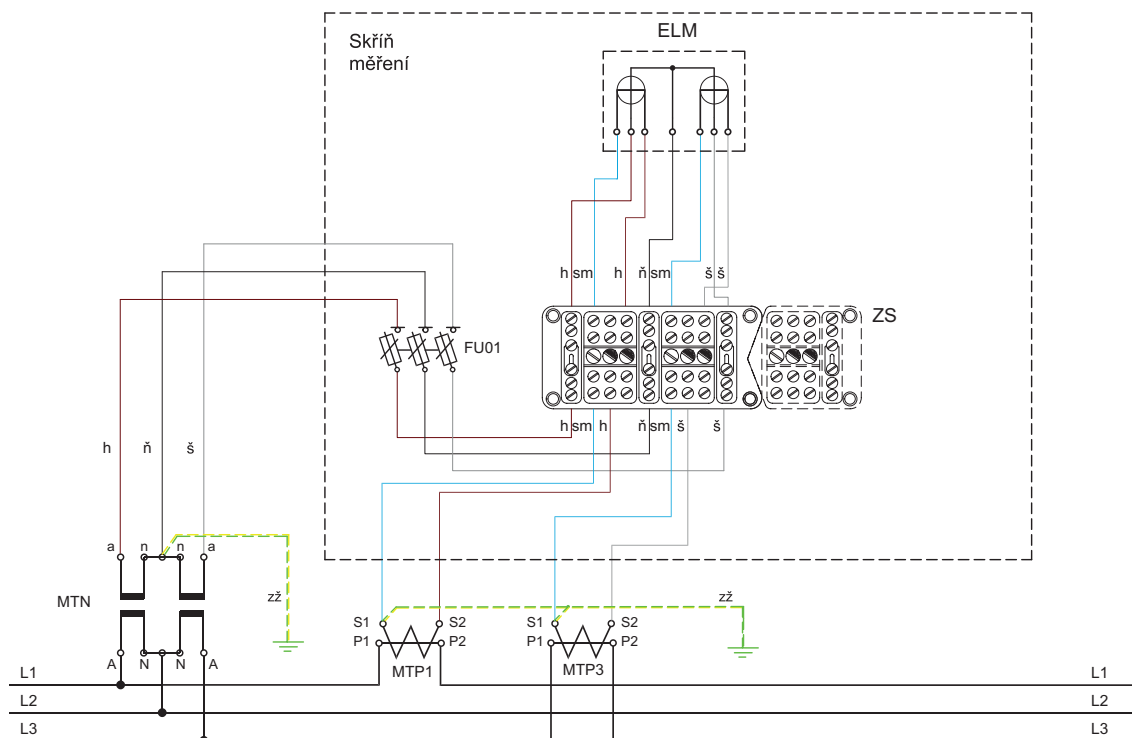 Skříň
měření
ELM
h sm h ň sm š š
ZS
FU01
h sm h ň sm š š
h ň š
a n n a
MTN
zž
zž
S1 S2 S1 S2
P1 P2 P1 P2
MTP1 MTP3
A N N A
L1 L1
L2 L2
L3 L3